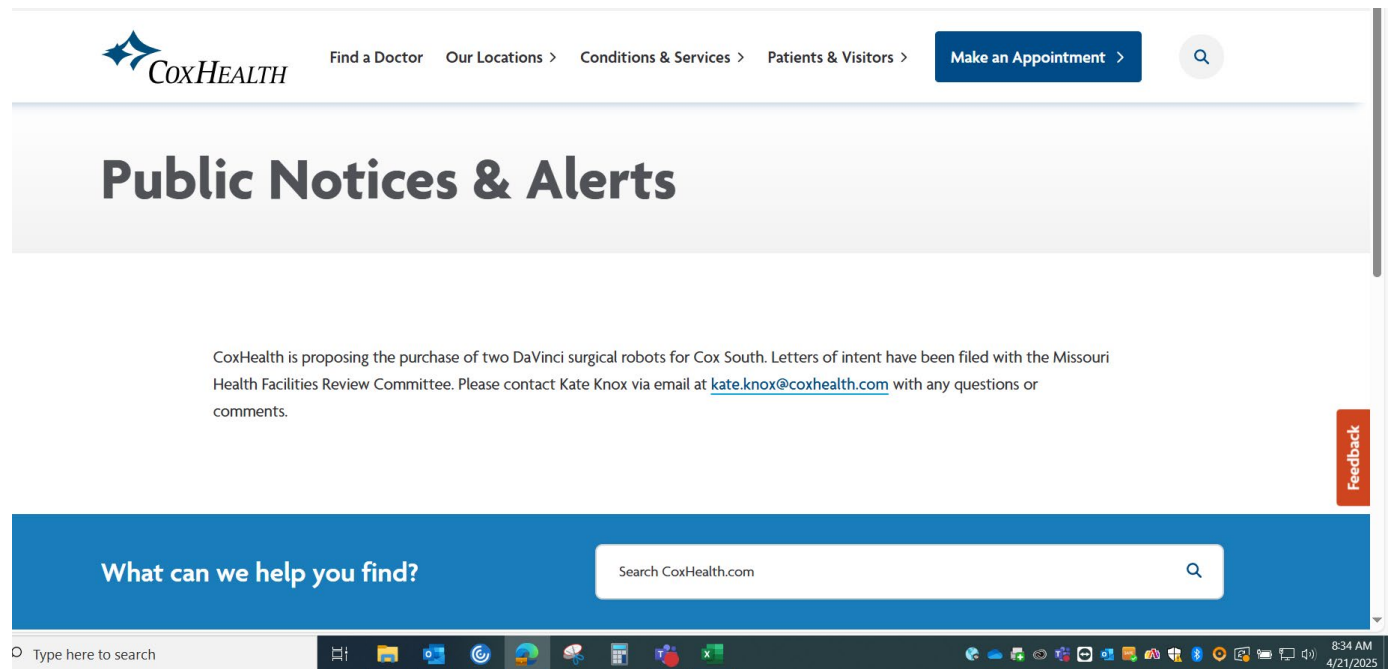 COXHEALTH
Find a Doctor Our Locations > Conditions & Services > Patients & Visitors > Make an Appointment >
Public Notices & Alerts
CoxHealth is proposing the purchase of two DaVinci surgical robots for Cox South. Letters of intent have been filed with the Missouri
Health Facilities Review Committee. Please contact Kate Knox via email at kate.knox@coxhealth.com with any questions or
comments.
Feedback
What can we help you find?
Search CoxHealth.com
Type here to search
8:34 AM
4/21/2025